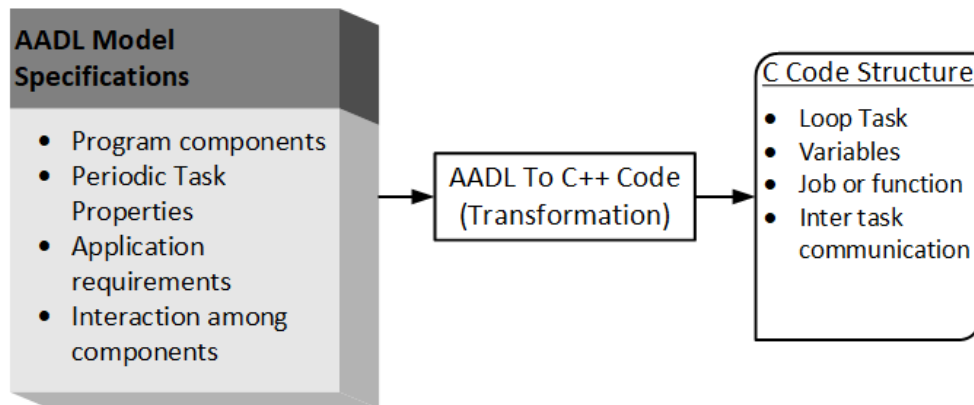 AADL Model
Specifications
• Program components
• Periodic Task
Properties
• Application
requirements
• Interaction among
components
AADL To C++ Code
(Transformation)
C Code Structure
• Loop Task
• Variables
• Job or function
• Inter task
communication